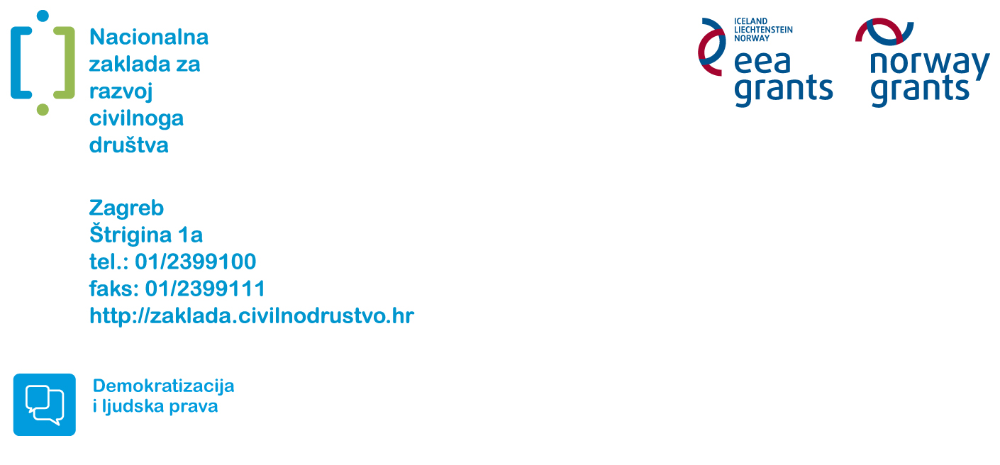 Nacionalna
zaklada za
razvoj
civilnoga
društva
Zagreb
Štrigina 1a
tel.: 01/2399100
faks: 01/2399111
http://zaklada.civilnodrustvo.hr
Demokratizacija
i ljudska prava
ICELAND
LIECHTENSTEIN
NORWAY
eea
grants
norway
grants